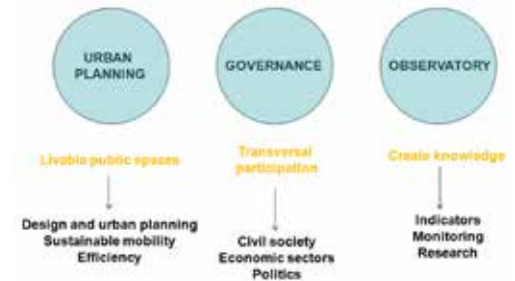 URBAN
PLANNING
GOVERNANCE
OBSERVATORY
Livable public spaces
Transversal
participation
Create knowledge
Design and urban planning
Sustainable mobility
Efficiency
Civil society
Economic sectors
Politics
Indicators
Monitoring
Research